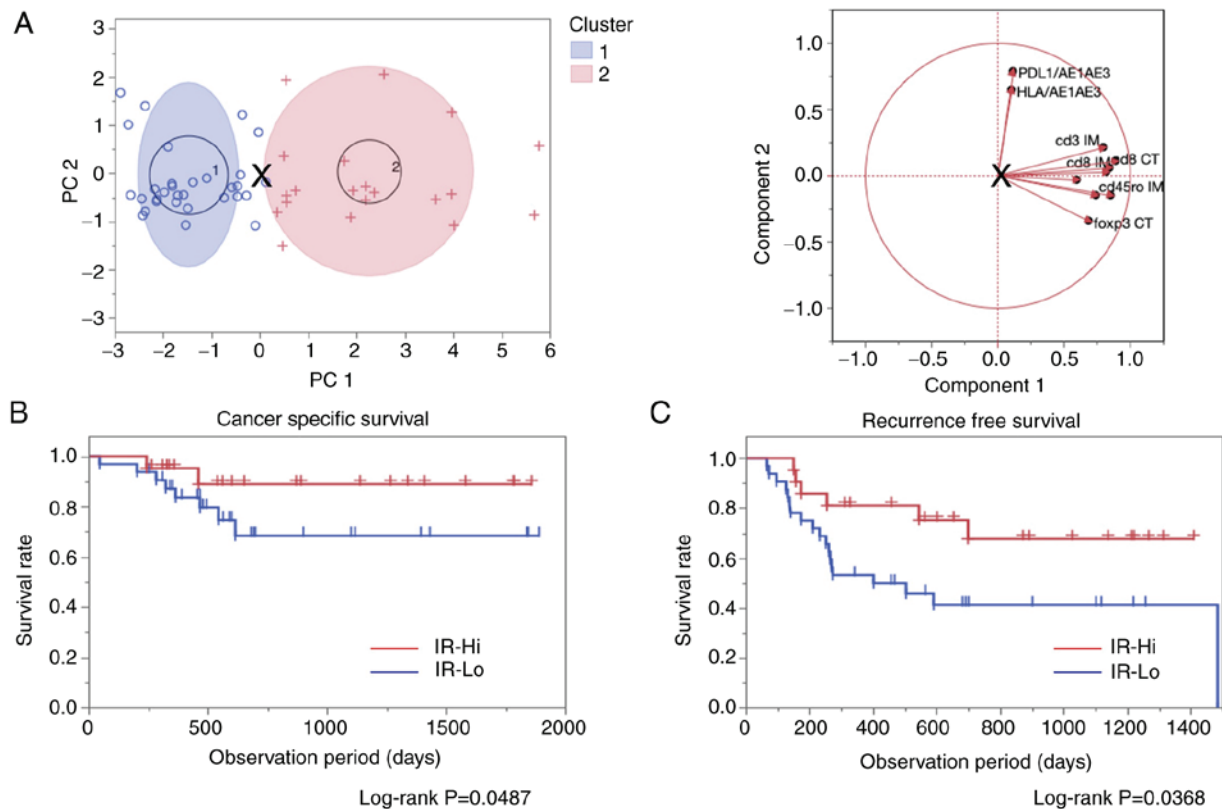 A
Cluster
1
2
3
2
1
0
−1
−2
−3
PC 2
−3 −2 −1 0 1 2 3 4 5 6
PC 1
1
2
X
1.0
0.5
0.0
−0.5
−1.0
Component 2
−1.0 −0.5 0.0 0.5 1.0
Component 1
PDL1/AE1AE3
HLA/AE1AE3
cd3 IM
cd8 IM
cd8 CT
cd45ro IM
foxp3 CT
X
B
Cancer specific survival
1.0
0.8
0.6
0.4
0.2
0.0
Survival rate
IR-Hi
IR-Lo
0 500 1000 1500 2000
Observation period (days)
Log-rank P=0.0487
C
Recurrence free survival
1.0
0.8
0.6
0.4
0.2
0.0
Survival rate
IR-Hi
IR-Lo
0 200 400 600 800 1000 1200 1400
Observation period (days)
Log-rank P=0.0368